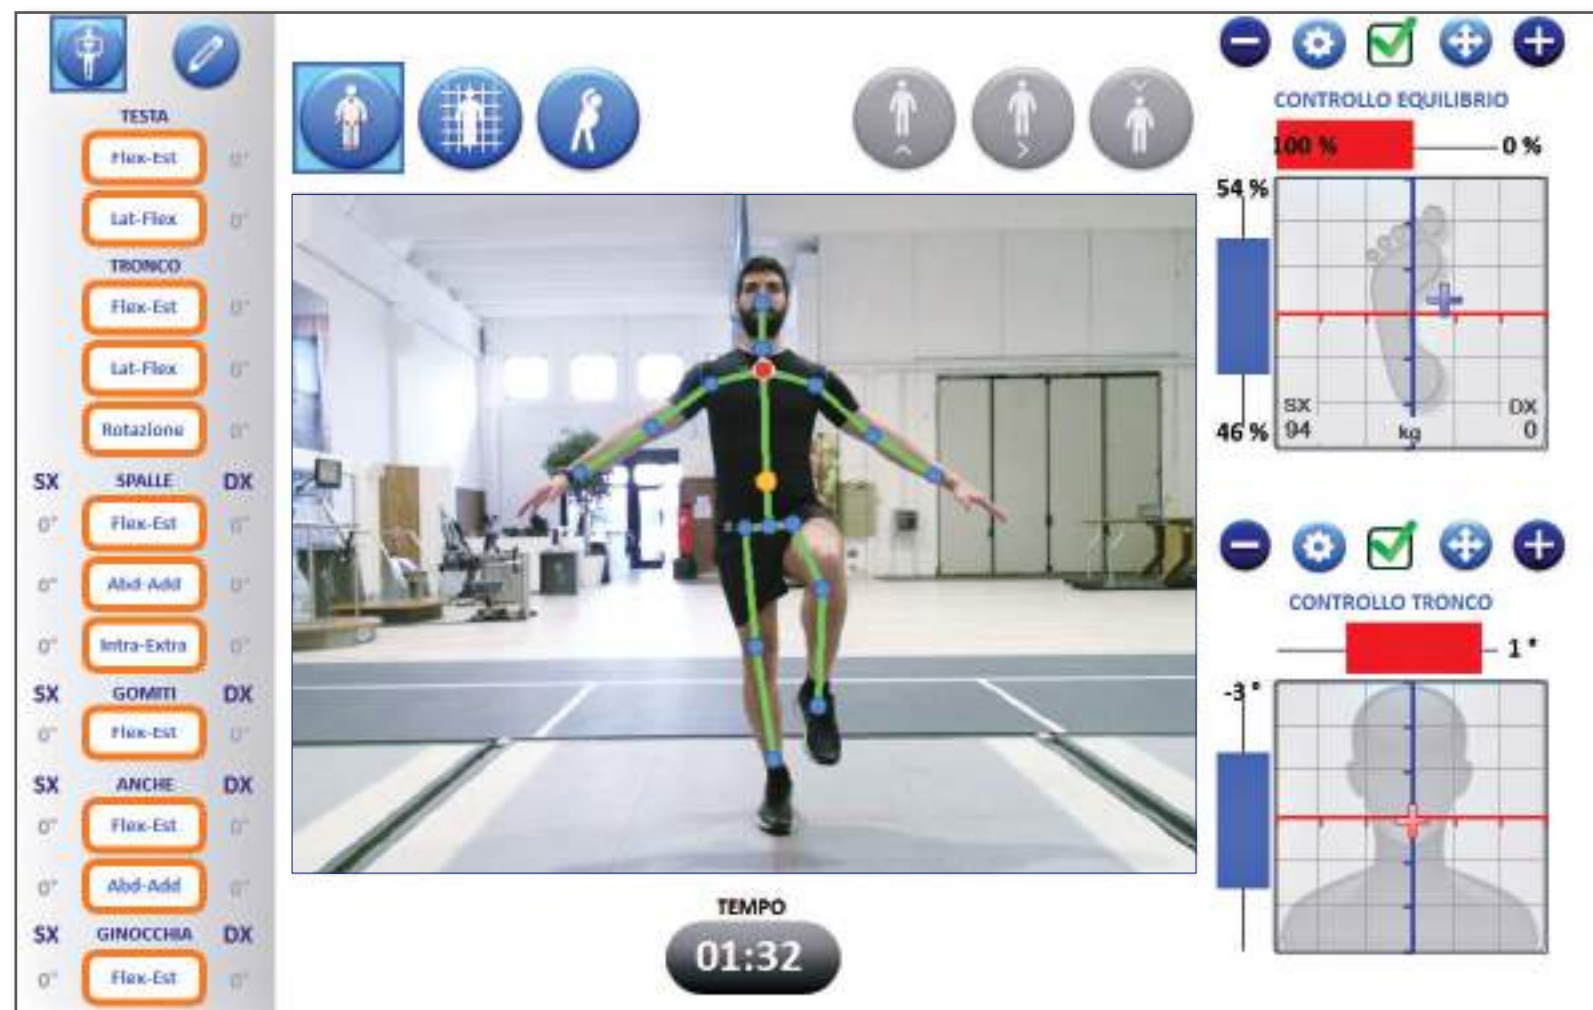 TESTA
Flex-Est 0°
Lat-Flex 0°
TRONCO
Flex-Est 0°
Lat-Flex 0°
Rotazione 0°
SX SPALLE DX
0° Flex-Est 0°
0° Abd-Add 0°
0° Intra-Extra 0°
SX GOMITI DX
0° Flex-Est 0°
SX ANCHE DX
0° Flex-Est 0°
0° Abd-Add 0°
SX GINOCCHIA DX
0° Flex-Est 0°
TEMPO
01:32
CONTROLLO EQUILIBRIO
100 % 0 %
54 %
SX DX
46 % 94 kg 0
CONTROLLO TRONCO
1 °
-3 °